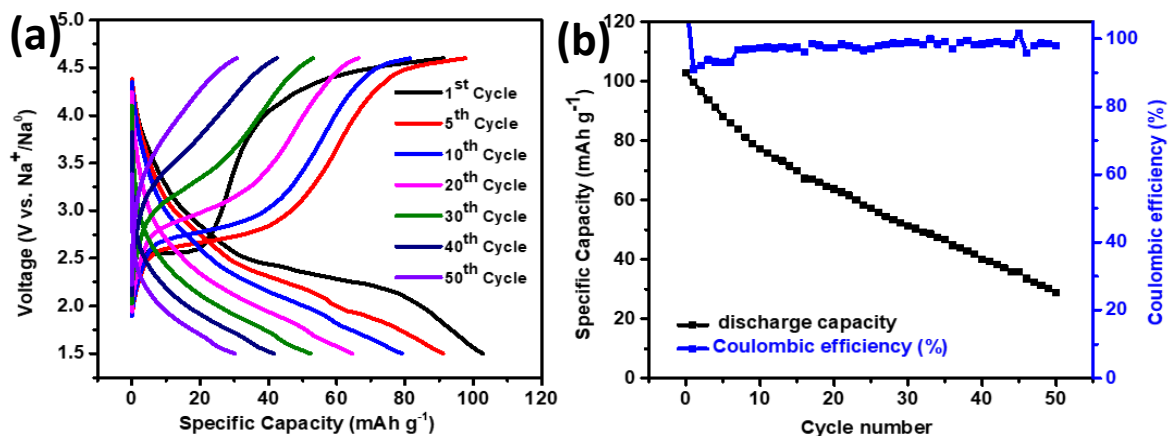 (a)
Voltage (V vs. Na⁺/Na⁰)
5.0
4.5
4.0
3.5
3.0
2.5
2.0
1.5
1ˢᵗ Cycle
5ᵗʰ Cycle
10ᵗʰ Cycle
20ᵗʰ Cycle
30ᵗʰ Cycle
40ᵗʰ Cycle
50ᵗʰ Cycle
0 20 40 60 80 100 120
Specific Capacity (mAh g⁻¹)
(b)
Specific Capacity (mAh g⁻¹)
120
100
80
60
40
20
0
discharge capacity
Coulombic efficiency (%)
0 10 20 30 40 50
Cycle number
100
80
60
40
20
0
Coulombic efficiency (%)